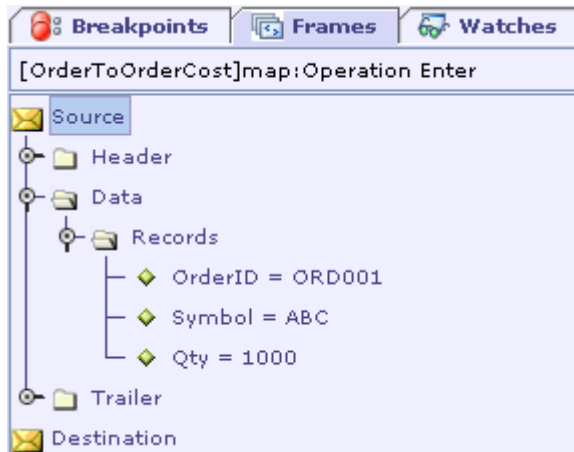 Breakpoints Frames Watches
[OrderToOrderCost]map:Operation Enter
Source
Header
Data
Records
OrderID = ORD001
Symbol = ABC
Qty = 1000
Trailer
Destination